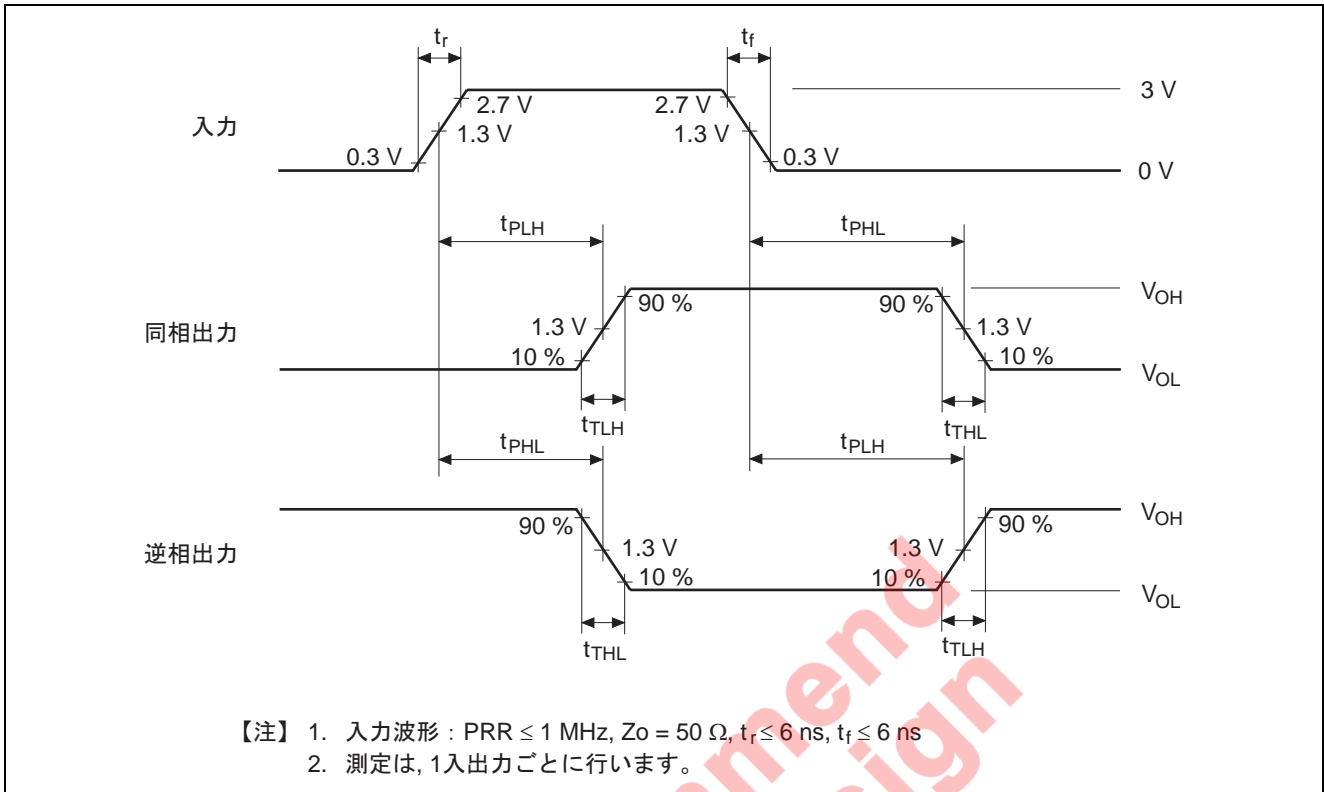 tr
tf
3 V
2.7 V
2.7 V
入力
1.3 V
1.3 V
0.3 V
0.3 V
0 V
tPLH
tPHL
VOH
90 %
90 %
同相出力
1.3 V
1.3 V
10 %
10 %
VOL
tTLH
tTHL
tPHL
tPLH
VOH
90 %
90 %
逆相出力
1.3 V
1.3 V
10 %
10 %
VOL
tTHL
tTLH
【注】 1. 入力波形：PRR ≤ 1 MHz, Zo = 50 Ω, tr ≤ 6 ns, tf ≤ 6 ns
2. 測定は, 1入出力ごとに行います。
mend
sign